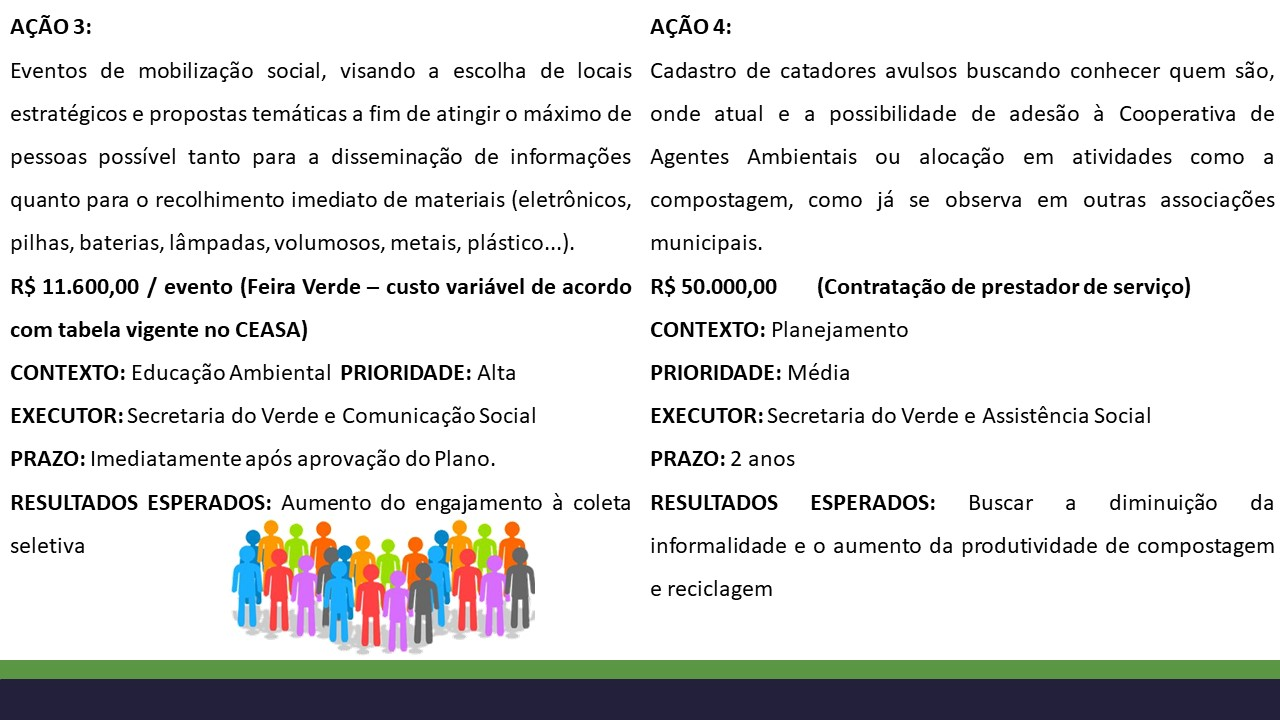 AÇÃO 3:
Eventos de mobilização social, visando a escolha de locais
estratégicos e propostas temáticas a fim de atingir o máximo de
pessoas possível tanto para a disseminação de informações
quanto para o recolhimento imediato de materiais (eletrônicos,
pilhas, baterias, lâmpadas, volumosos, metais, plástico...).
R$ 11.600,00 / evento (Feira Verde – custo variável de acordo
com tabela vigente no CEASA)
CONTEXTO: Educação Ambiental PRIORIDADE: Alta
EXECUTOR: Secretaria do Verde e Comunicação Social
PRAZO: Imediatamente após aprovação do Plano.
RESULTADOS ESPERADOS: Aumento do engajamento à coleta
seletiva
AÇÃO 4:
Cadastro de catadores avulsos buscando conhecer quem são,
onde atual e a possibilidade de adesão à Cooperativa de
Agentes Ambientais ou alocação em atividades como a
compostagem, como já se observa em outras associações
municipais.
R$ 50.000,00 (Contratação de prestador de serviço)
CONTEXTO: Planejamento
PRIORIDADE: Média
EXECUTOR: Secretaria do Verde e Assistência Social
PRAZO: 2 anos
RESULTADOS ESPERADOS: Buscar a diminuição da
informalidade e o aumento da produtividade de compostagem
e reciclagem